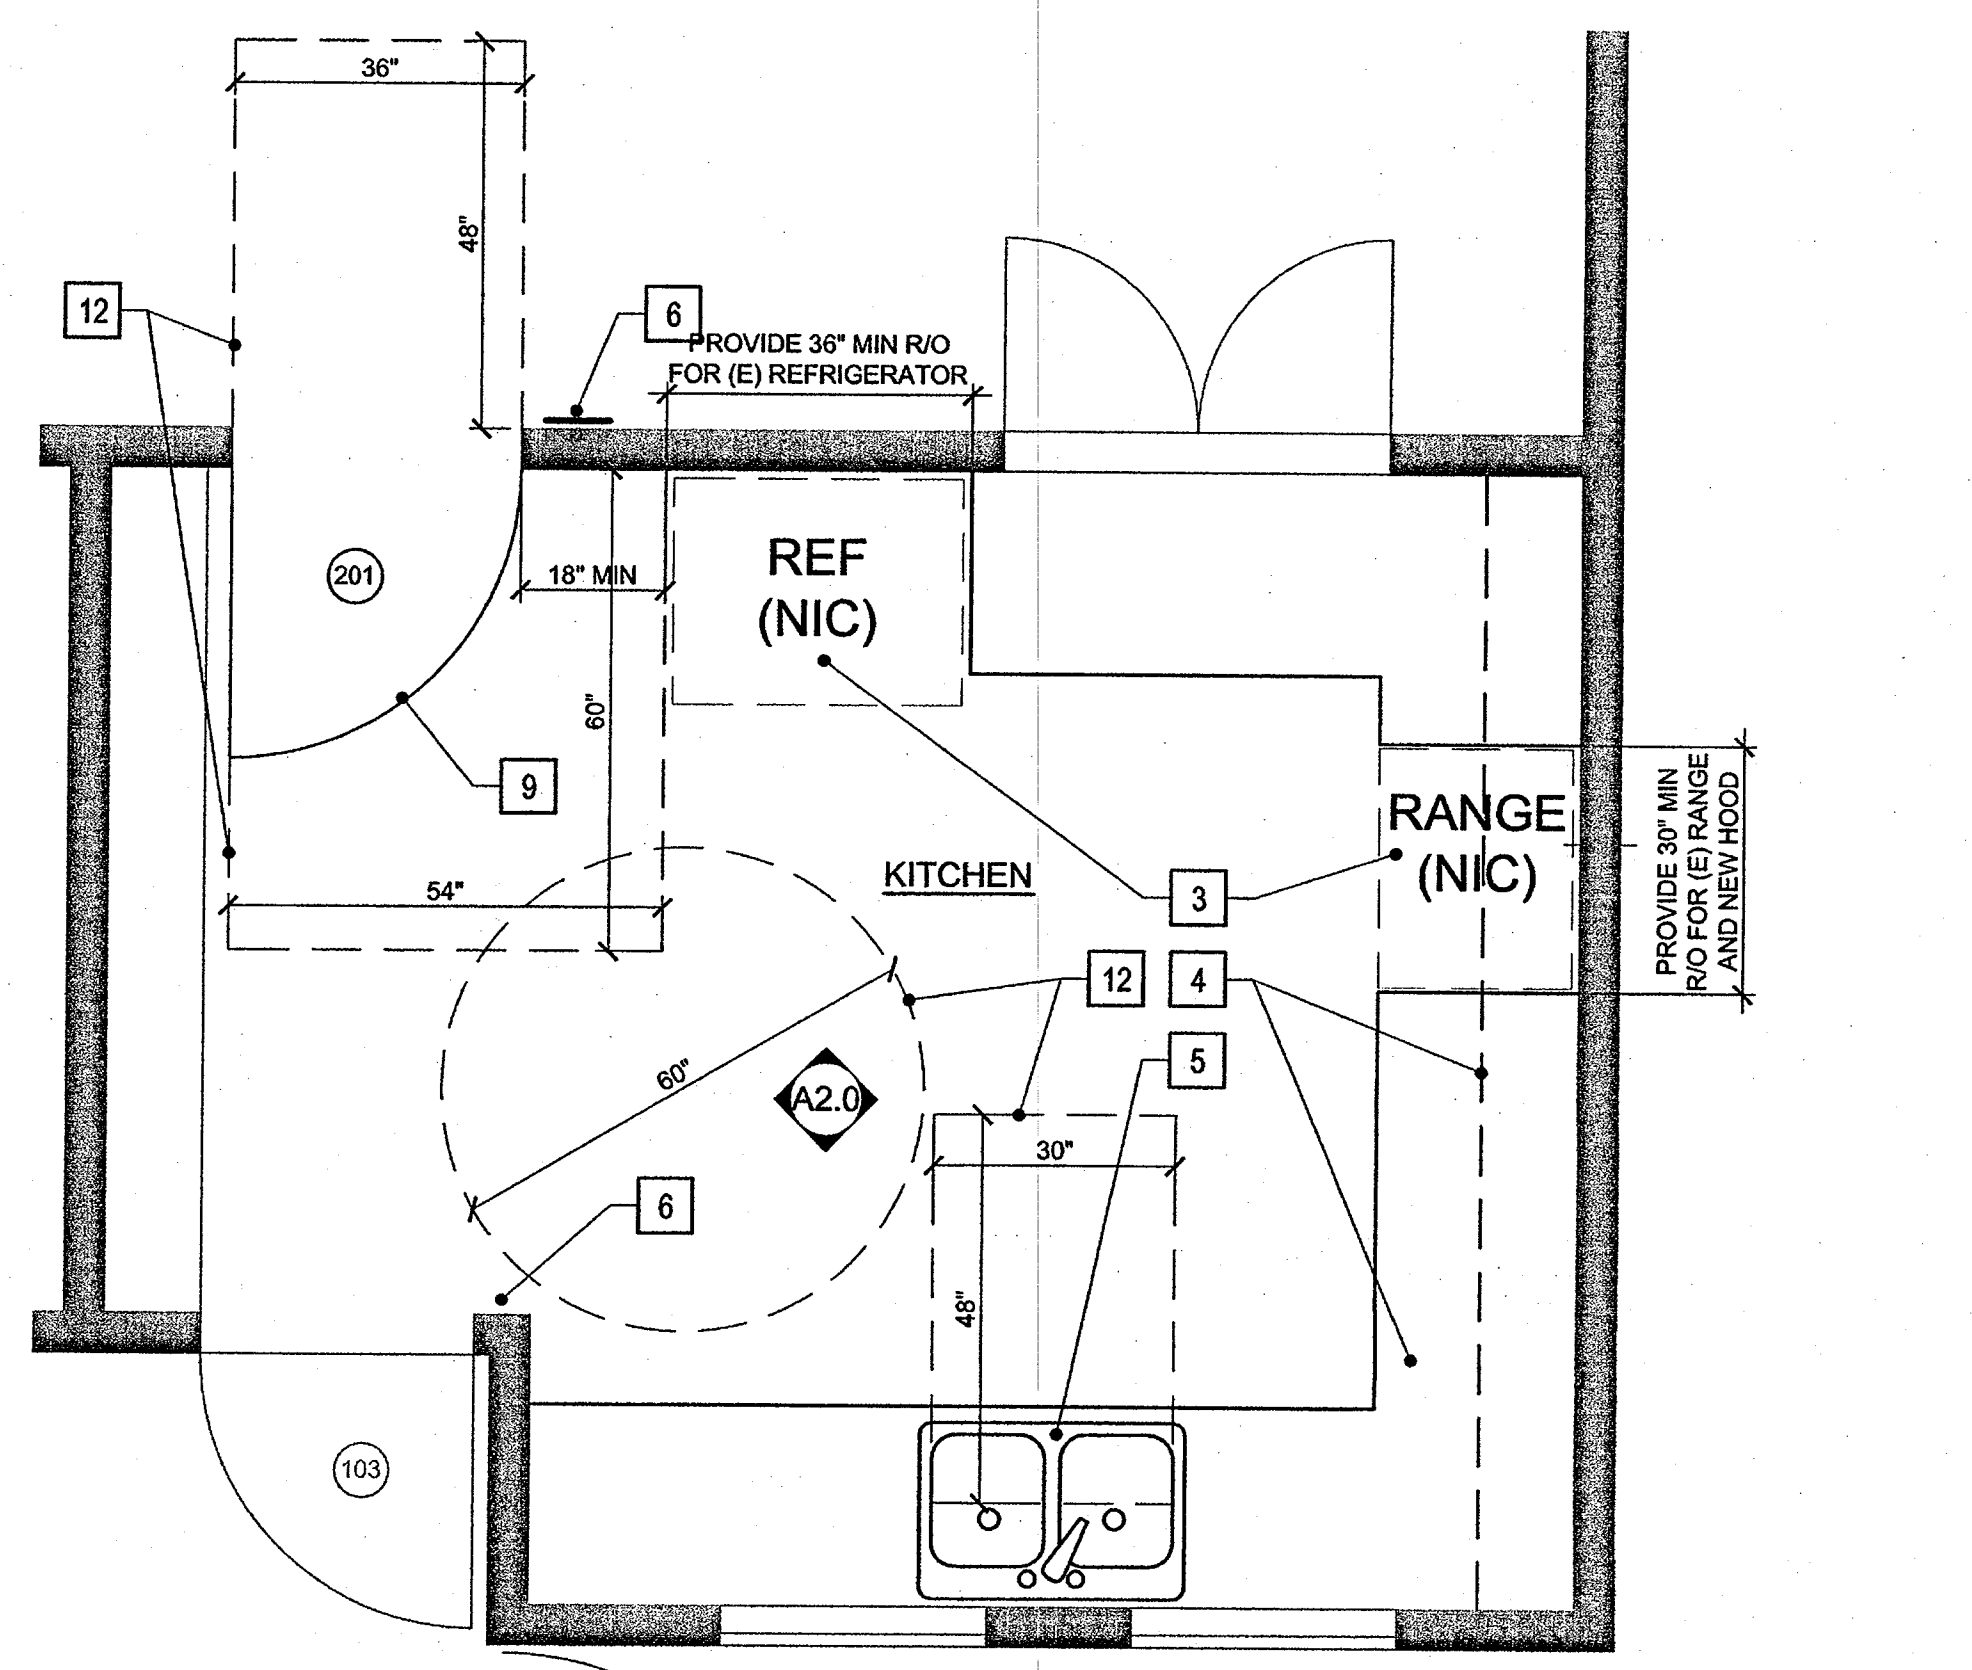 36"
48"
12
6
PROVIDE 36" MIN R/O
FOR (E) REFRIGERATOR
201
18" MIN
REF
(NIC)
60"
9
RANGE
(NIC)
PROVIDE 30" MIN
R/O FOR (E) RANGE
AND NEW HOOD
54"
KITCHEN
3
12
4
5
60"
A2.0
30"
6
48"
103